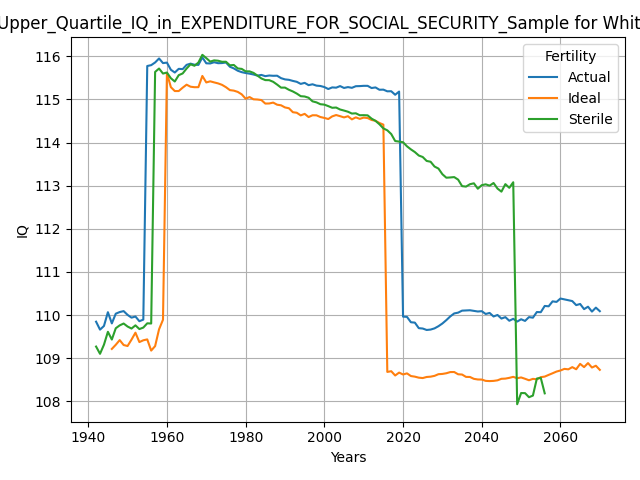 Upper_Quartile_IQ_in_EXPENDITURE_FOR_SOCIAL_SECURITY_Sample for Whit
Fertility
Actual
Ideal
Sterile
116
115
114
113
112
111
110
109
108
IQ
1940 1960 1980 2000 2020 2040 2060
Years